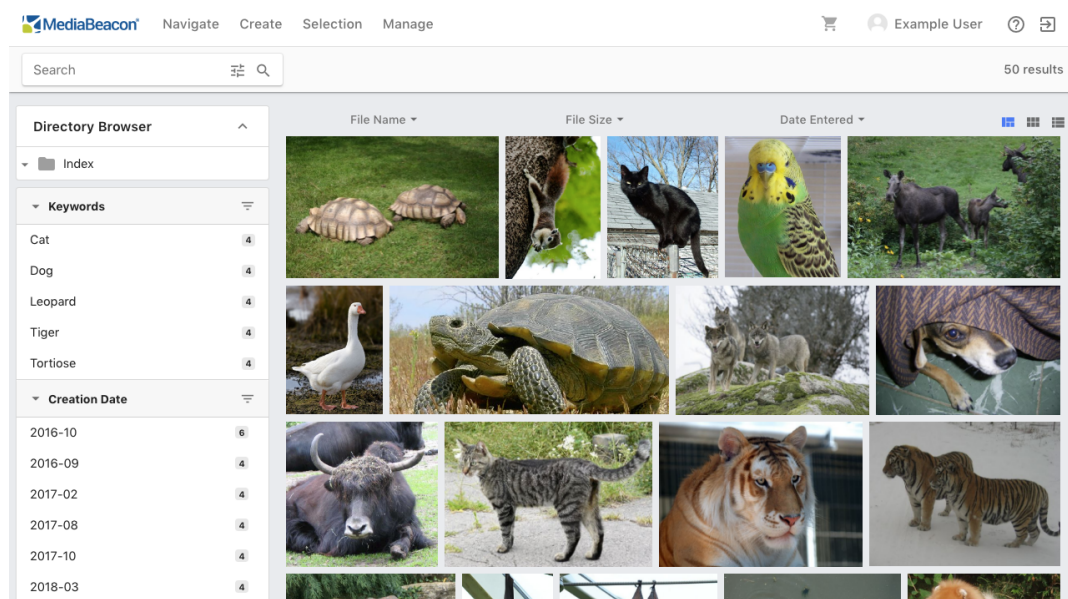 MediaBeacon® Navigate Create Selection Manage Example User
Search 50 results
Directory Browser
File Name File Size Date Entered
Index
Keywords
Cat 4
Dog 4
Leopard 4
Tiger 4
Tortiose 4
Creation Date
2016-10 6
2016-09 4
2017-02 4
2017-08 4
2017-10 4
2018-03 4